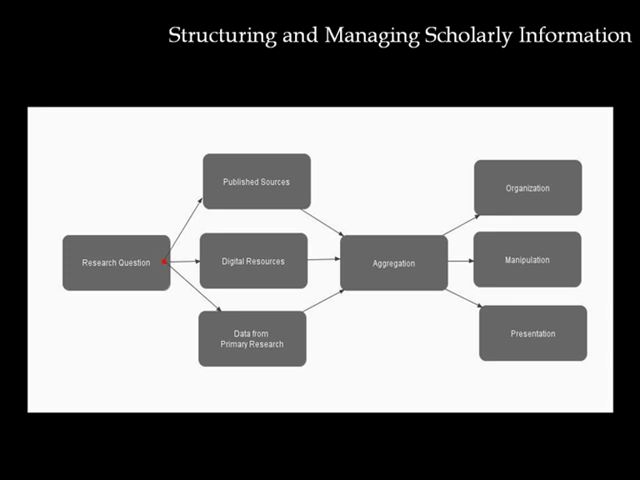 Structuring and Managing Scholarly Information
Published Sources
Organization
Research Question
Digital Resources
Aggregation
Manipulation
Data from
Primary Research
Presentation